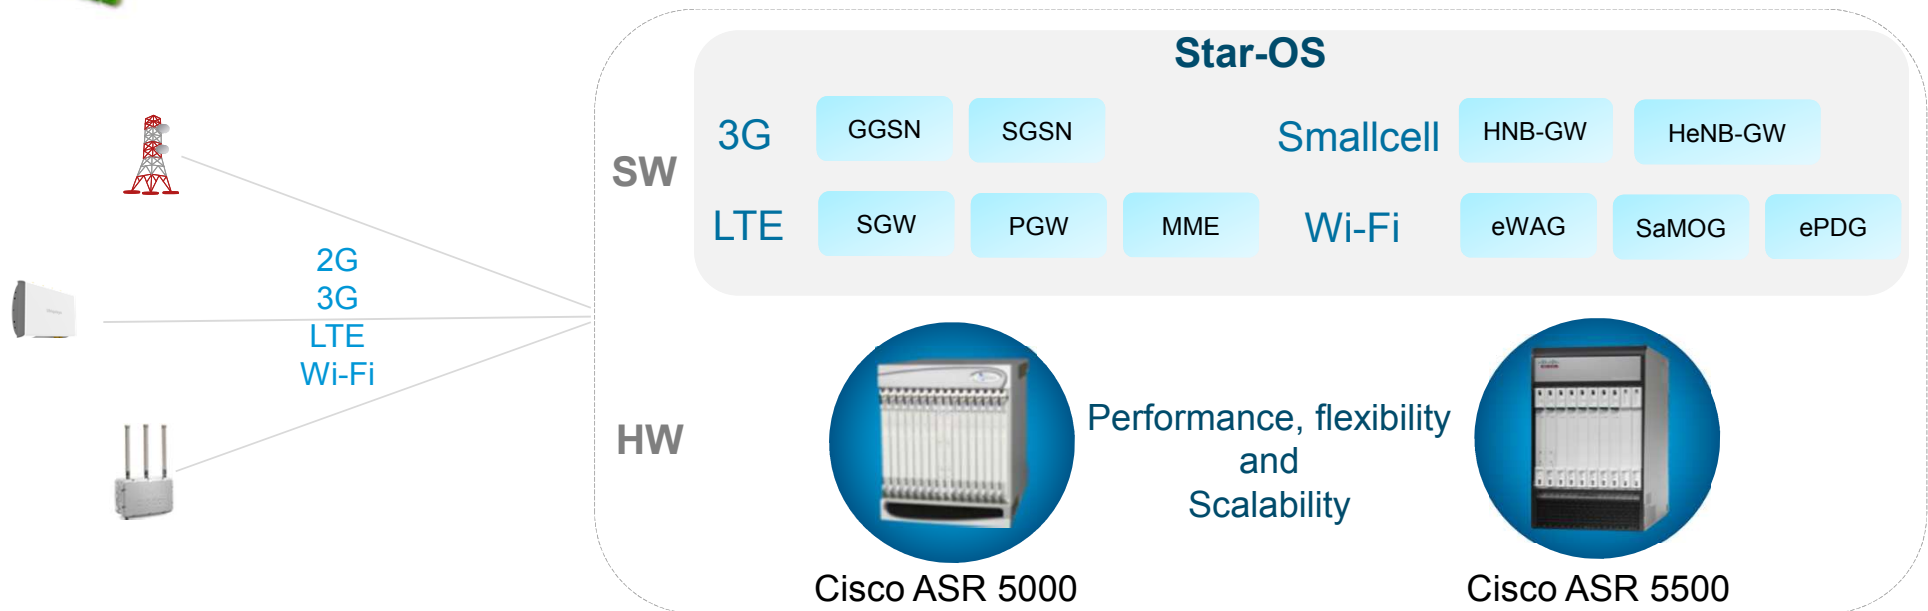 Star-OS
3G
GGSN
SGSN
Smallcell
HNB-GW
HeNB-GW
SW
LTE
SGW
PGW
MME
Wi-Fi
eWAG
SaMOG
ePDG
2G
3G
LTE
Wi-Fi
HW
Performance, flexibility
and
Scalability
CISCO
Cisco ASR 5000
Cisco ASR 5500